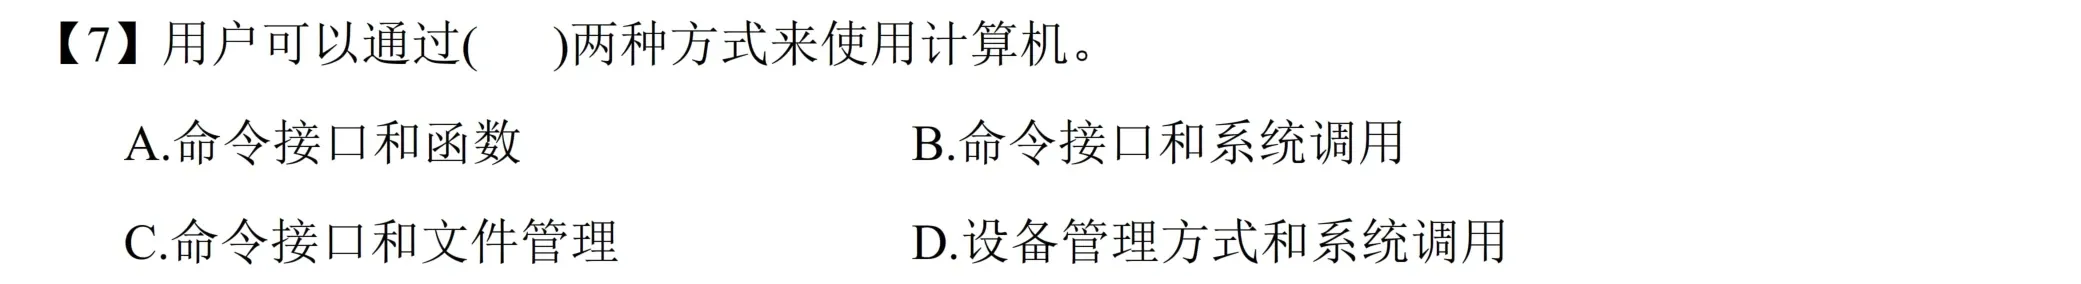 【7】用户可以通过(     )两种方式来使用计算机。
A.命令接口和函数 B.命令接口和系统调用
C.命令接口和文件管理 D.设备管理方式和系统调用